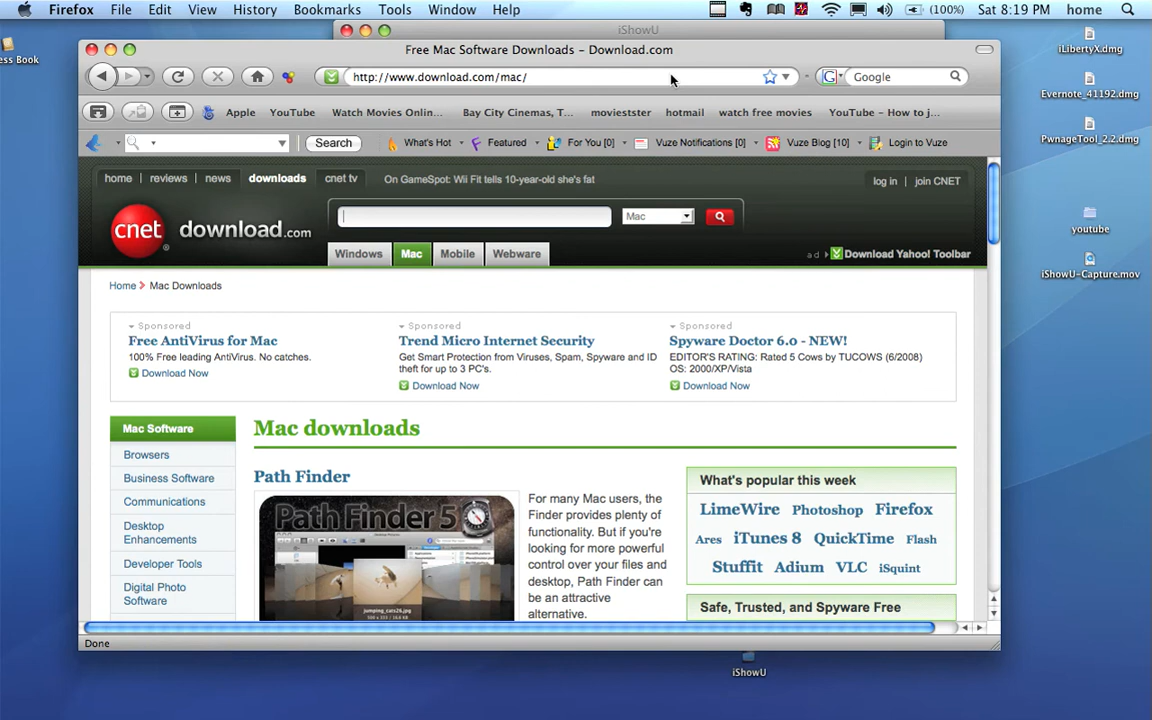 Firefox File Edit View History Bookmarks Tools Window Help (100%) Sat 8:19 PM home
iShowU
Free Mac Software Downloads – Download.com
http://www.download.com/mac/
G Google
Apple YouTube Watch Movies Onlin... Bay City Cinemas, T... moviestster hotmail watch free movies YouTube - How to j...
Search What's Hot Featured For You [0] Vuze Notifications [0] Vuze Blog [10] Login to Vuze
home reviews news downloads cnet tv On GameSpot: Wii Fit tells 10-year-old she's fat log in | join CNET
cnet download.com
Mac
Windows Mac Mobile Webware
ad Download Yahoo! Toolbar
Home Mac Downloads
Sponsored
Free AntiVirus for Mac
100% Free leading AntiVirus. No catches.
Download Now
Sponsored
Trend Micro Internet Security
Get Smart Protection from Viruses, Spam, Spyware and ID
theft for up to 3 PC's.
Download Now
Sponsored
Spyware Doctor 6.0 - NEW!
EDITOR'S RATING: Rated 5 Cows by TUCOWS (6/2008)
OS: 2000/XP/Vista
Download Now
Mac Software
Browsers
Business Software
Communications
Desktop
Enhancements
Developer Tools
Digital Photo
Software
Mac downloads
Path Finder
Path Finder 5
jumping_cats26.jpg
For many Mac users, the
Finder provides plenty of
functionality. But if you're
looking for more powerful
control over your files and
desktop, Path Finder can
be an attractive
alternative.
What's popular this week
LimeWire Photoshop Firefox
Ares iTunes 8 QuickTime Flash
Stuffit Adium VLC iSquint
Safe, Trusted, and Spyware Free
Done
ess Book
iLibertyX.dmg
Evernote_41192.dmg
PwnageTool_2.2.dmg
youtube
iShowU-Capture.mov
iShowU